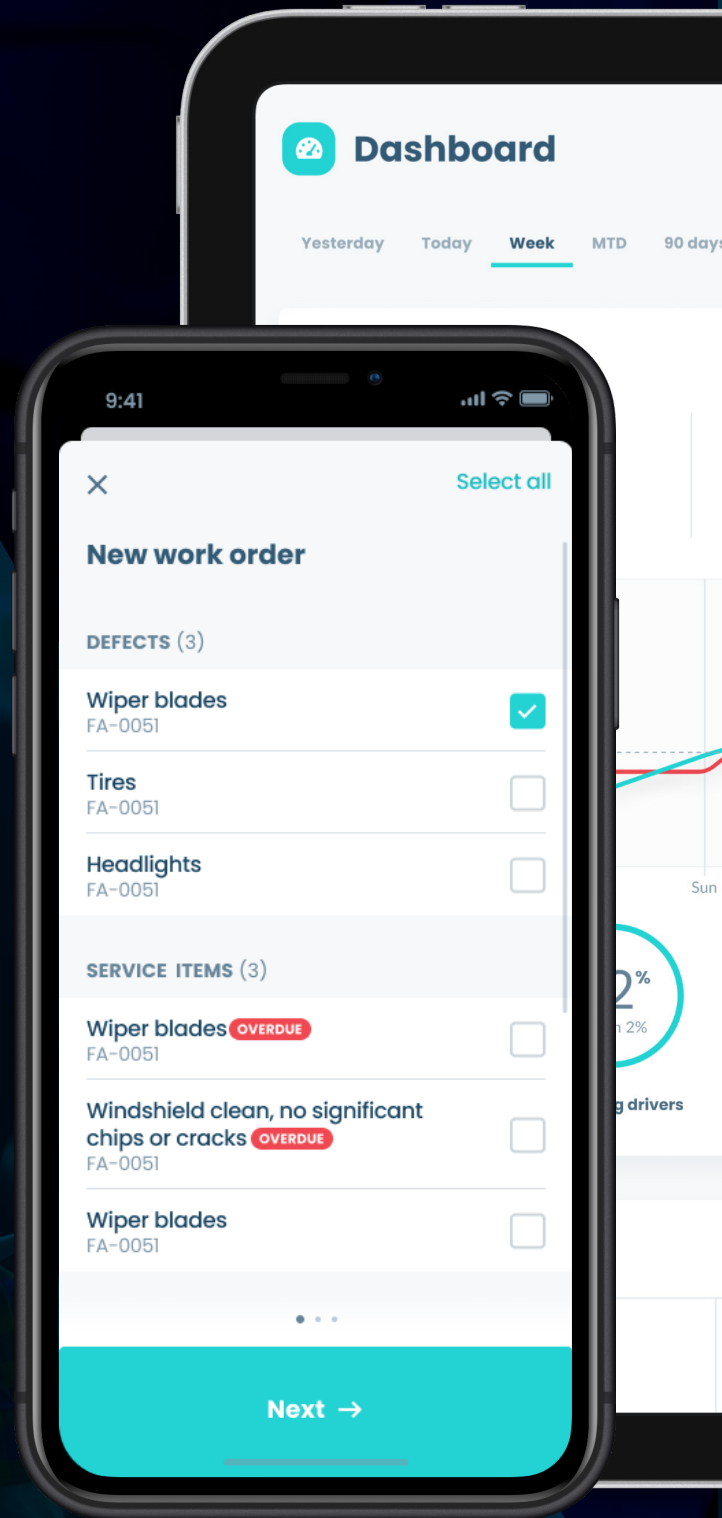 Dashboard
Yesterday Today Week MTD 90 days
9:41
Select all
New work order
DEFECTS (3)
Wiper blades
FA-0051
Tires
FA-0051
Headlights
FA-0051
SERVICE ITEMS (3)
Wiper blades OVERDUE
FA-0051
Windshield clean, no significant
chips or cracks OVERDUE
FA-0051
Wiper blades
FA-0051
Next →
Sun
2%
2%
drivers